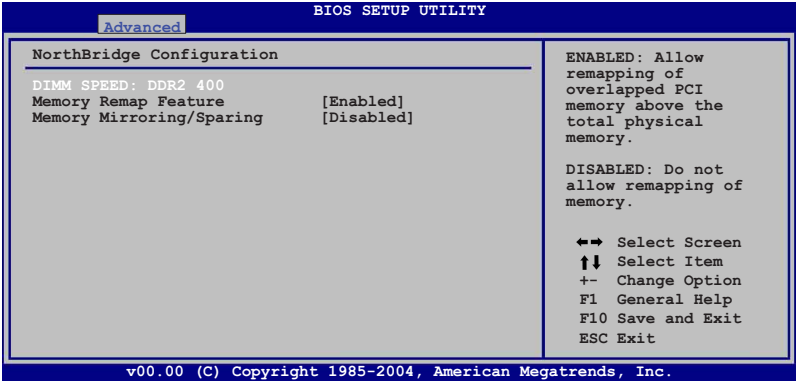 BIOS SETUP UTILITY
Advanced
NorthBridge Configuration
DIMM SPEED: DDR2 400
Memory Remap Feature [Enabled]
Memory Mirroring/Sparing [Disabled]
ENABLED: Allow
remapping of
overlapped PCI
memory above the
total physical
memory.
DISABLED: Do not
allow remapping of
memory.
←→ Select Screen
↑↓ Select Item
+- Change Option
F1 General Help
F10 Save and Exit
ESC Exit
v00.00 (C) Copyright 1985-2004, American Megatrends, Inc.